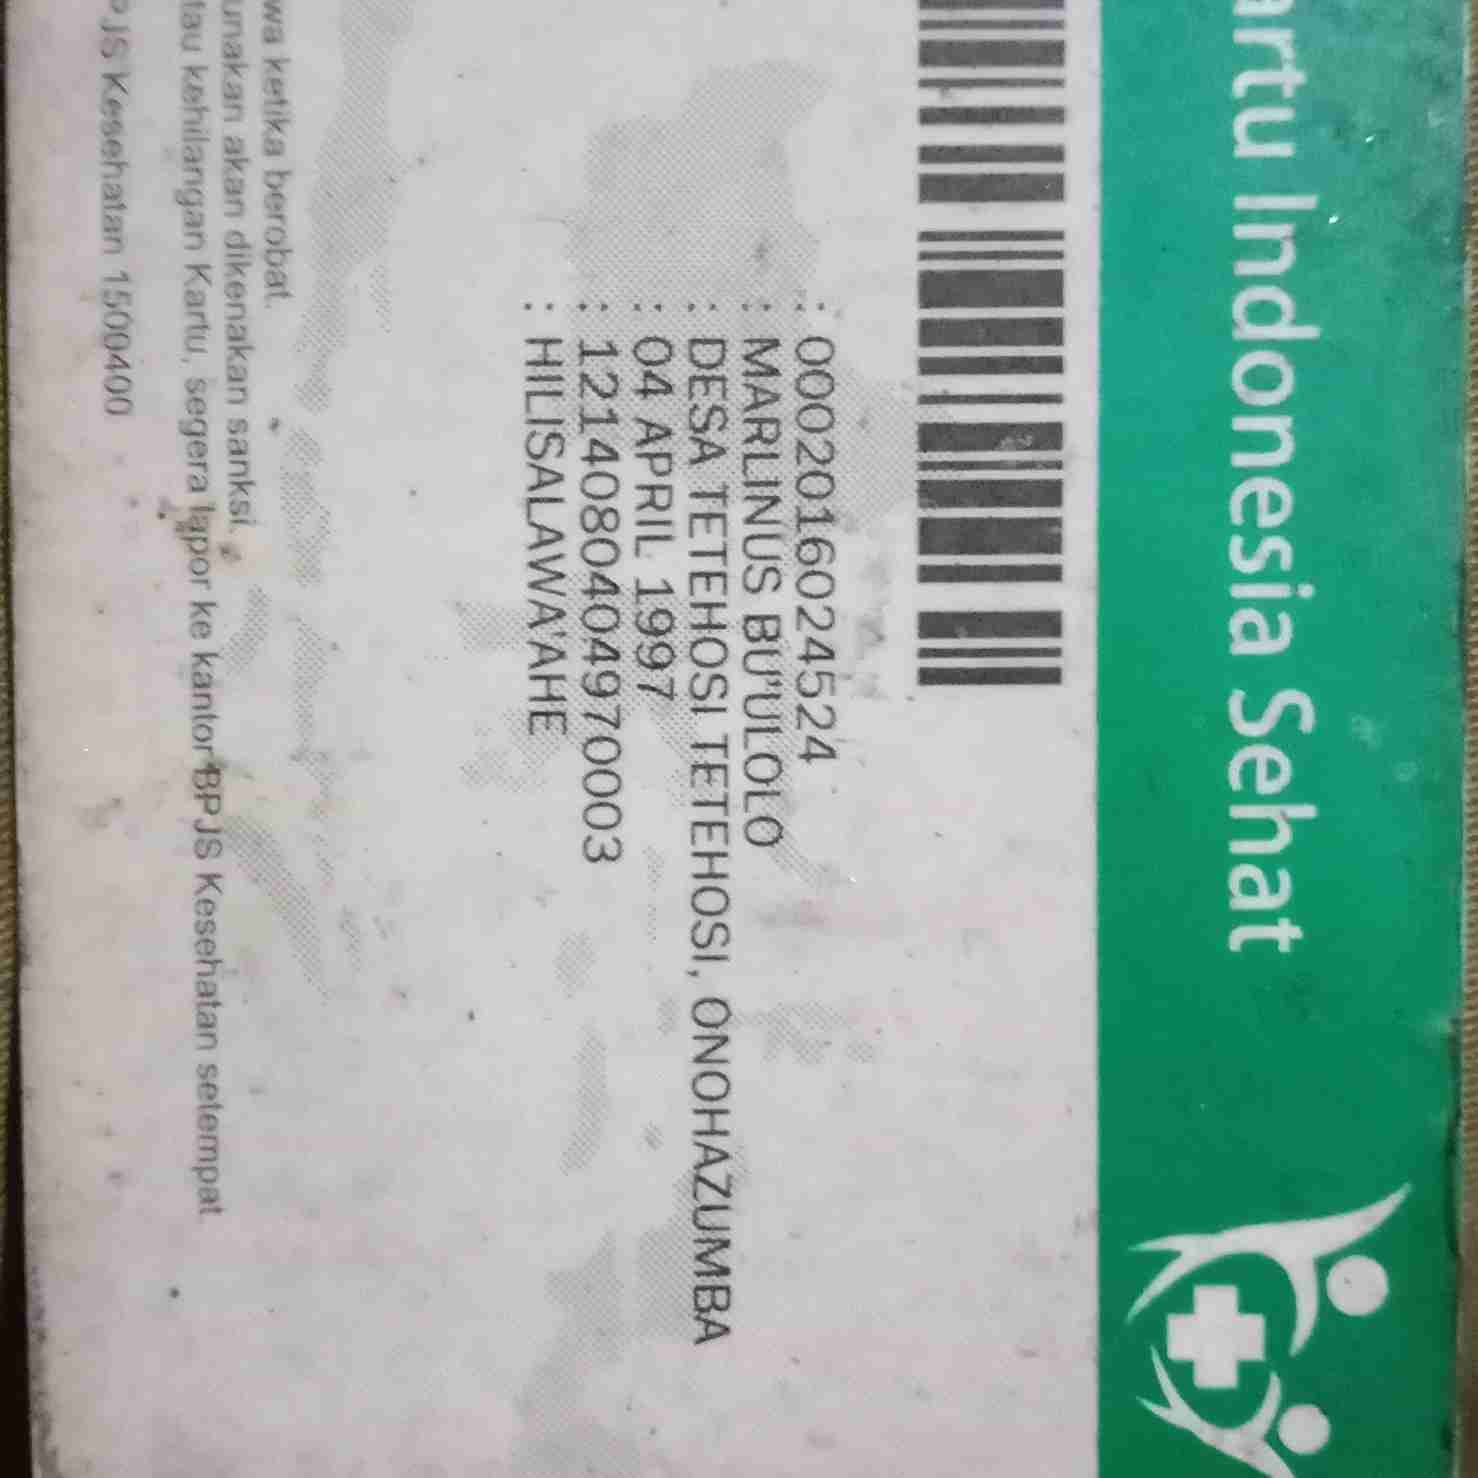 artu Indonesia Sehat
: 0002016024524
: MARLINUS BU'ULOLO
: DESA TETEHOSI TETEHOSI, ONOHAZUMBA
: 04 APRIL 1997
: 1214080404970003
: HILISALAWA'AHE
wa ketika berobat.
unakan akan dikenakan sanksi.
tau kehilangan Kartu, segera lapor ke kantor BPJS Kesehatan setempat
PJS Kesehatan 1500400